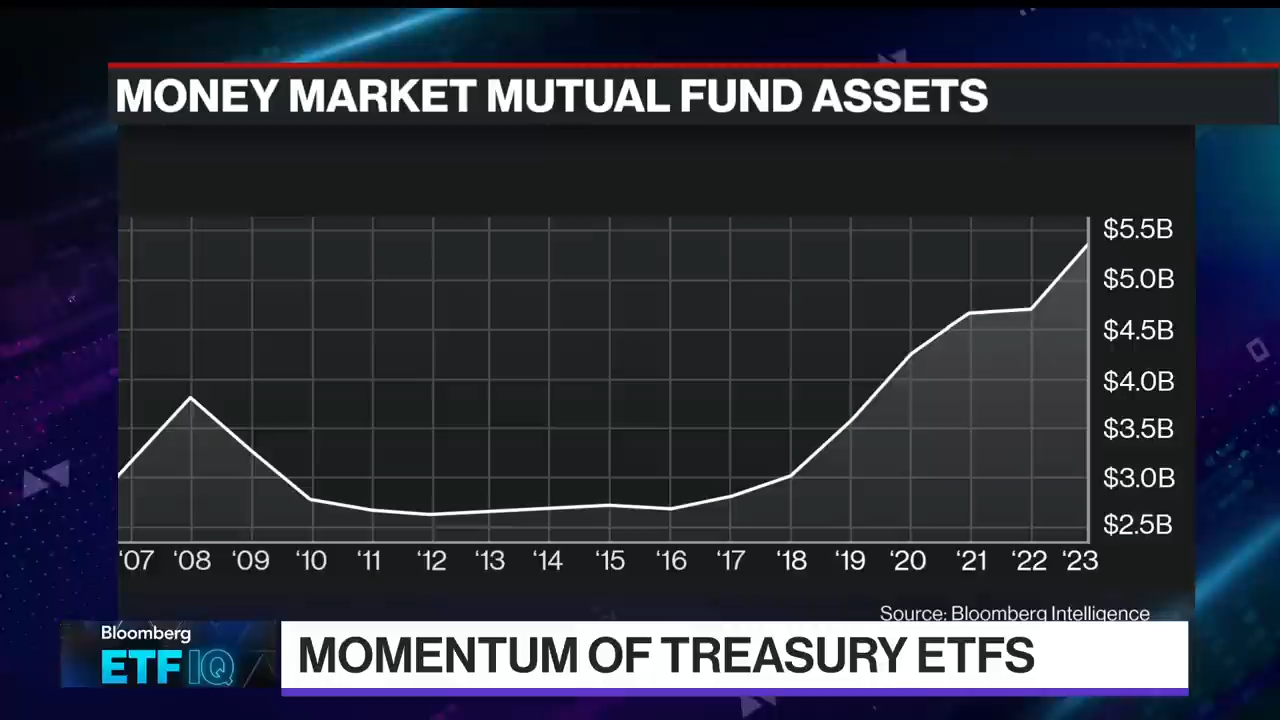 MONEY MARKET MUTUAL FUND ASSETS
$5.5B
$5.0B
$4.5B
$4.0B
$3.5B
$3.0B
$2.5B
‘07 ‘08 ‘09 ‘10 ‘11 ‘12 ‘13 ‘14 ‘15 ‘16 ‘17 ‘18 ‘19 ‘20 ‘21 ‘22 ‘23
Source: Bloomberg Intelligence
Bloomberg
ETF IQ
MOMENTUM OF TREASURY ETFS